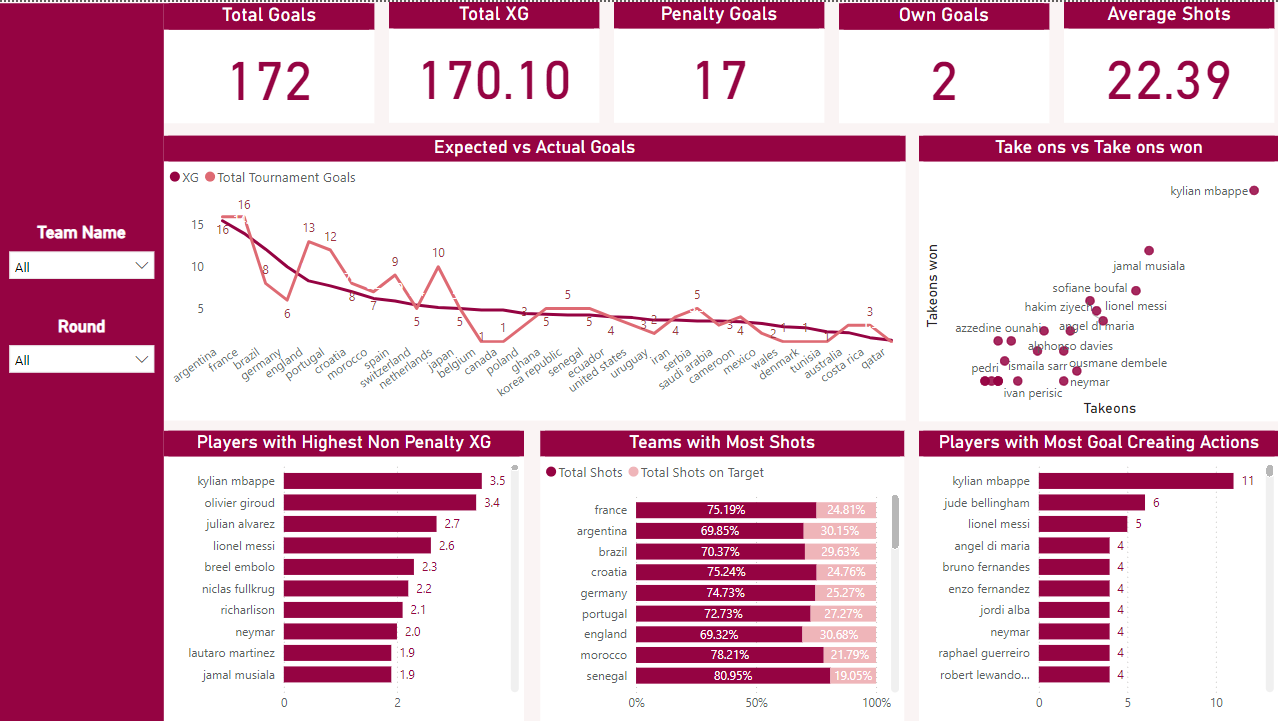 Total Goals
172
Total XG
170.10
Penalty Goals
17
Own Goals
2
Average Shots
22.39
Team Name
All
Round
All
Expected vs Actual Goals
XG Total Tournament Goals
15
10
5
16
16
8
6
13
12
8
7
9
5
10
5
1
1
2
5
5
5
4
3
2
4
5
3
4
2
1
1
3
argentina
france
brazil
germany
england
portugal
croatia
morocco
spain
switzerland
netherlands
japan
belgium
canada
poland
ghana
korea republic
senegal
ecuador
united states
uruguay
iran
serbia
saudi arabia
cameroon
mexico
wales
denmark
tunisia
australia
costa rica
qatar
Take ons vs Take ons won
Takeons won
kylian mbappe
jamal musiala
sofiane boufal
hakim ziyech
lionel messi
azzedine ounahi
angel di maria
alphonso davies
pedri
ismaila sarr
ousmane dembele
neymar
ivan perisic
Takeons
Players with Highest Non Penalty XG
kylian mbappe 3.5
olivier giroud 3.4
julian alvarez 2.7
lionel messi 2.6
breel embolo 2.3
niclas fullkrug 2.2
richarlison 2.1
neymar 2.0
lautaro martinez 1.9
jamal musiala 1.9
0 2
Teams with Most Shots
Total Shots Total Shots on Target
france 75.19% 24.81%
argentina 69.85% 30.15%
brazil 70.37% 29.63%
croatia 75.24% 24.76%
germany 74.73% 25.27%
portugal 72.73% 27.27%
england 69.32% 30.68%
morocco 78.21% 21.79%
senegal 80.95% 19.05%
0% 50% 100%
Players with Most Goal Creating Actions
kylian mbappe 11
jude bellingham 6
lionel messi 5
angel di maria 4
bruno fernandes 4
enzo fernandez 4
jordi alba 4
neymar 4
raphael guerreiro 4
robert lewando... 4
0 5 10